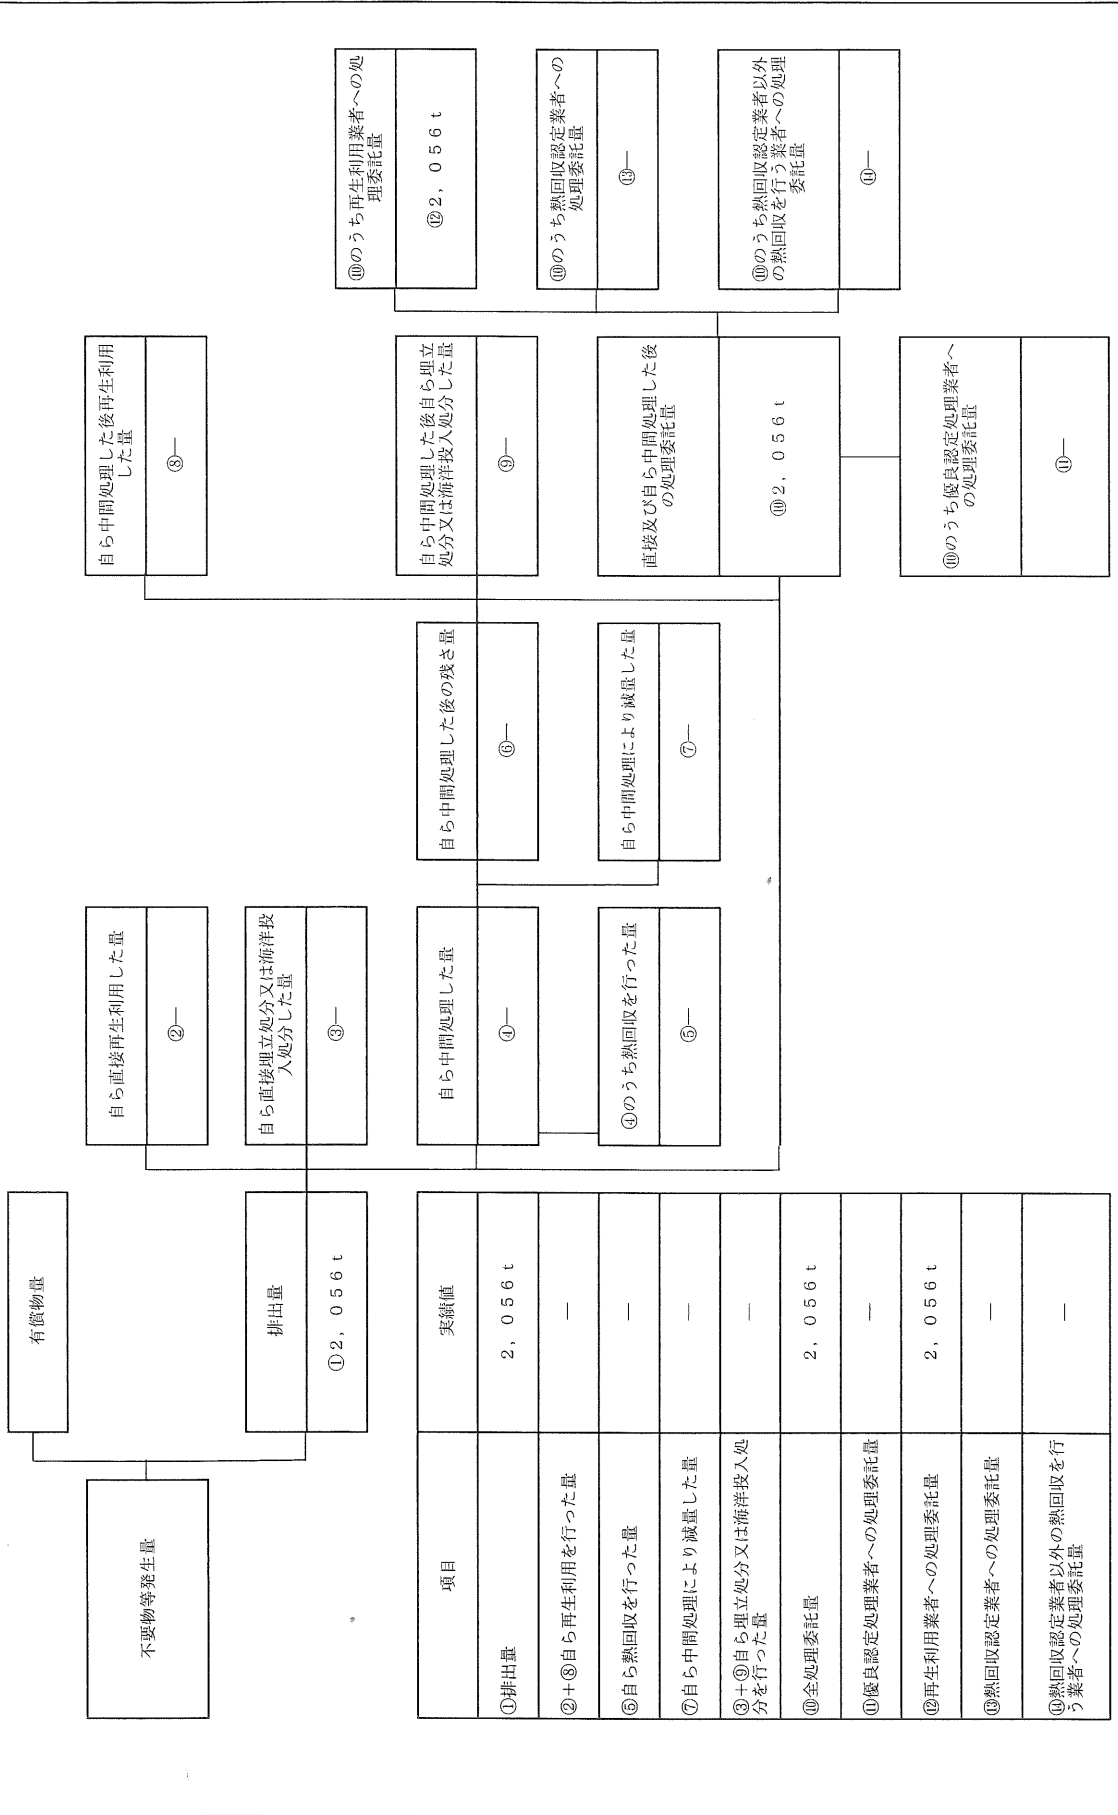 不要物等発生量
有償物量
排出量
①2，056t
自ら直接再生利用した量
②―
自ら直接埋立処分又は海洋投
入処分した量
③―
自ら中間処理した量
④―
④のうち熱回収を行った量
⑤―
自ら中間処理した後の残さ量
⑥―
自ら中間処理により減量した量
⑦―
自ら中間処理した後再生利用
した量
⑧―
自ら中間処理した後自ら埋立
処分又は海洋投入処分した量
⑨―
直接及び自ら中間処理した後
の処理委託量
⑩2，056t
⑩のうち優良認定処理業者へ
の処理委託量
⑪―
⑩のうち再生利用業者への処
理委託量
⑫2，056t
⑩のうち熱回収認定業者への
処理委託量
⑬―
⑩のうち熱回収認定業者以外
の熱回収を行う業者への処理
委託量
⑭―
項目
実績値
①排出量
2，056t
②＋⑧自ら再生利用を行った量
―
⑤自ら熱回収を行った量
―
⑦自ら中間処理により減量した量
―
③＋⑨自ら埋立処分又は海洋投入処
分を行った量
―
⑩全処理委託量
2，056t
⑪優良認定処理業者への処理委託量
―
⑫再生利用業者への処理委託量
2，056t
⑬熱回収認定業者への処理委託量
―
⑭熱回収認定業者以外の熱回収を行
う業者への処理委託量
―